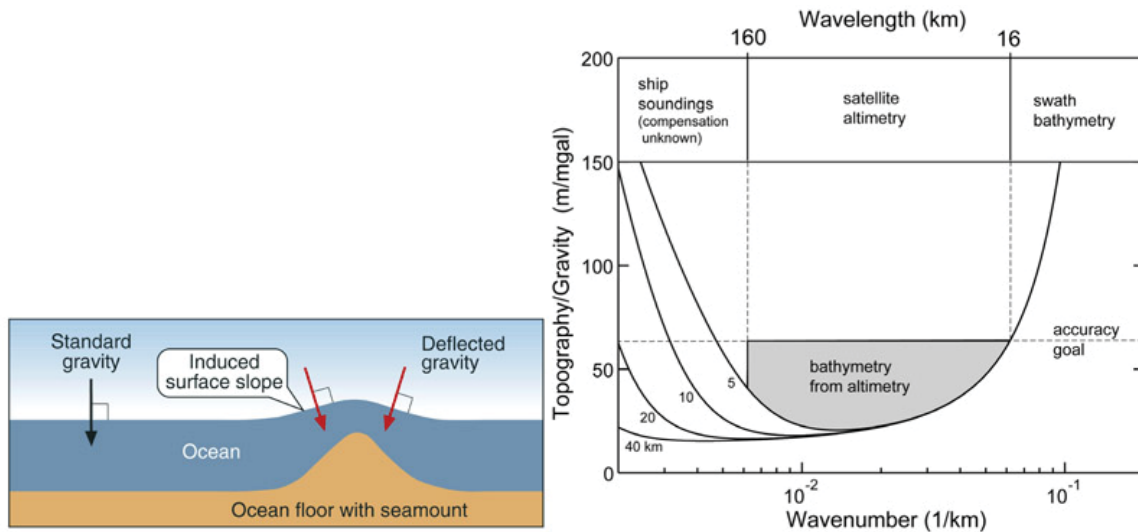 Standard
gravity
Induced
surface slope
Deflected
gravity
Ocean
Ocean floor with seamount
Wavelength (km)
160
16
200
150
100
50
0
Topography/Gravity (m/mgal)
ship
soundings
(compensation
unknown)
satellite
altimetry
swath
bathymetry
accuracy
goal
bathymetry
from altimetry
5
10
20
40 km
10-2
10-1
Wavenumber (1/km)